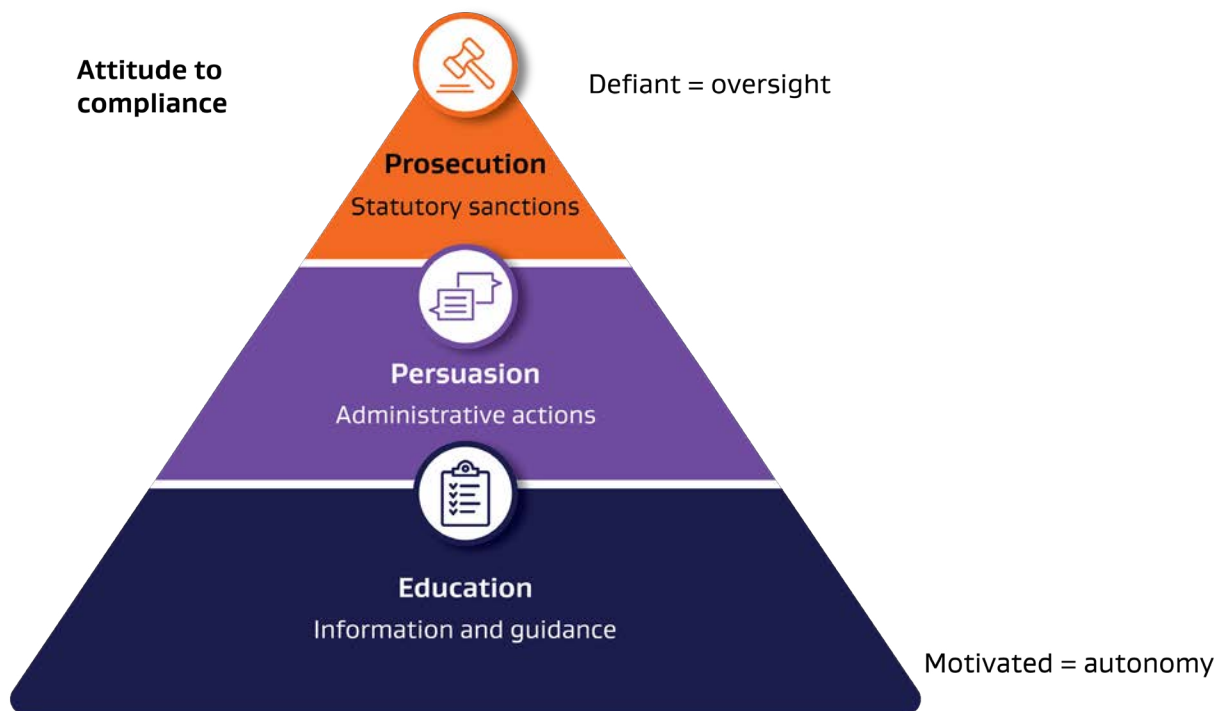 Attitude to
compliance
Defiant = oversight
Prosecution
Statutory sanctions
Persuasion
Administrative actions
Education
Information and guidance
Motivated = autonomy